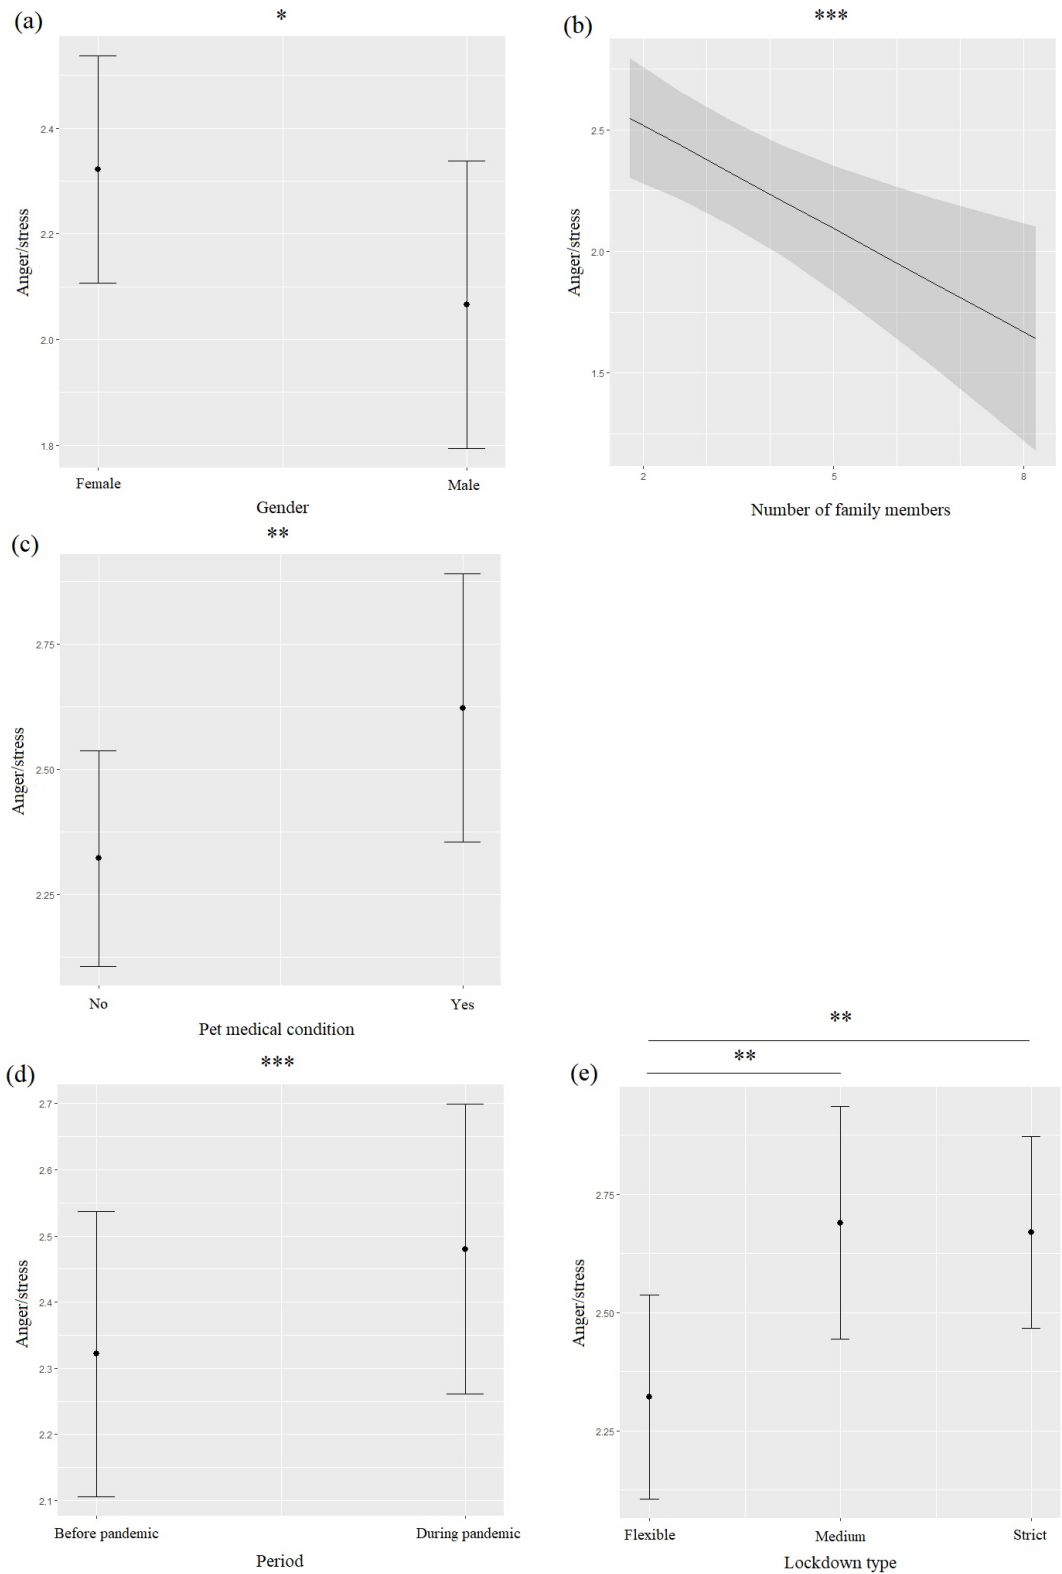 (a)
*
Anger/stress
2.4
2.2
2.0
1.8
Female
Male
Gender
(b)
***
Anger/stress
2.5
2.0
1.5
2
5
8
Number of family members
(c)
**
Anger/stress
2.75
2.50
2.25
No
Yes
Pet medical condition
(d)
***
Anger/stress
2.7
2.6
2.5
2.4
2.3
2.2
2.1
Before pandemic
During pandemic
Period
(e)
**
**
Anger/stress
2.75
2.50
2.25
Flexible
Medium
Strict
Lockdown type